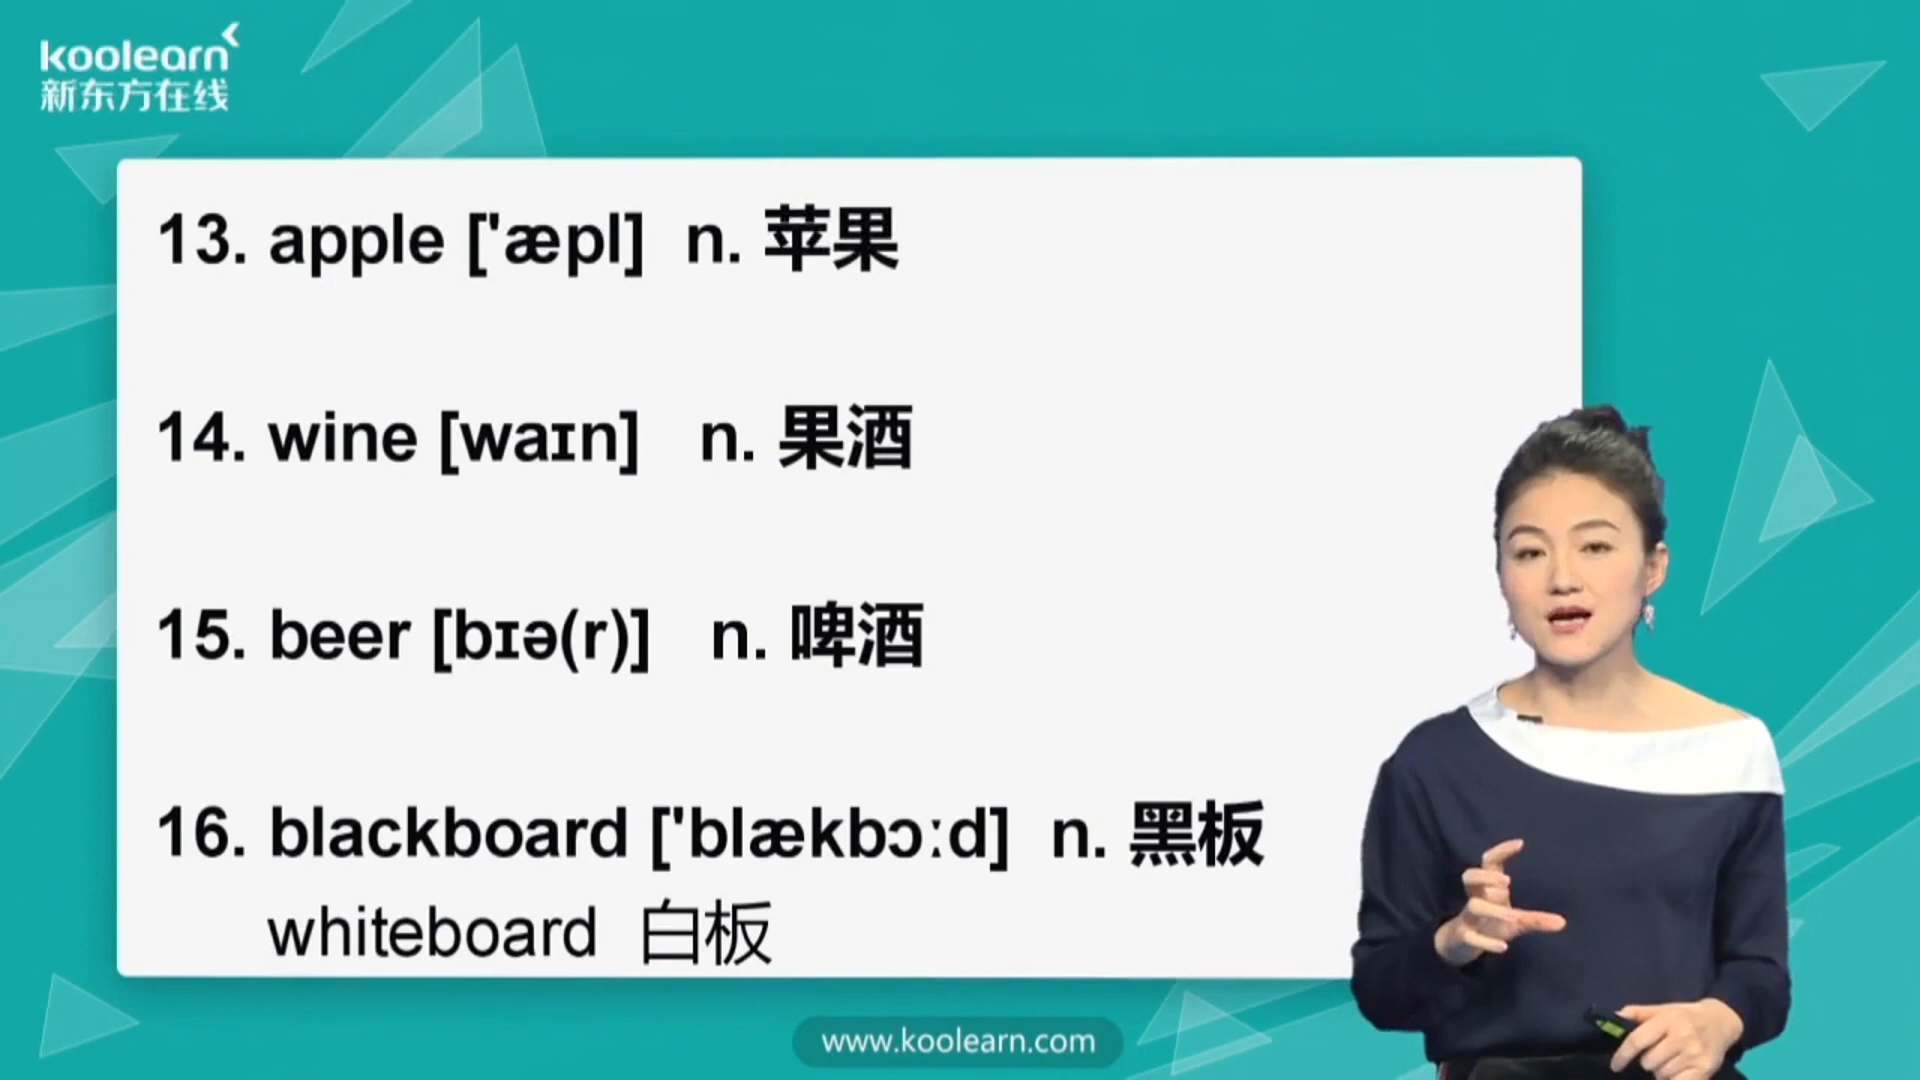 koolearn
新东方在线
13. apple ['æpl] n. 苹果
14. wine [waɪn] n. 果酒
15. beer [bɪə(r)] n. 啤酒
16. blackboard ['blækbɔːd] n. 黑板
whiteboard 白板
www.koolearn.com